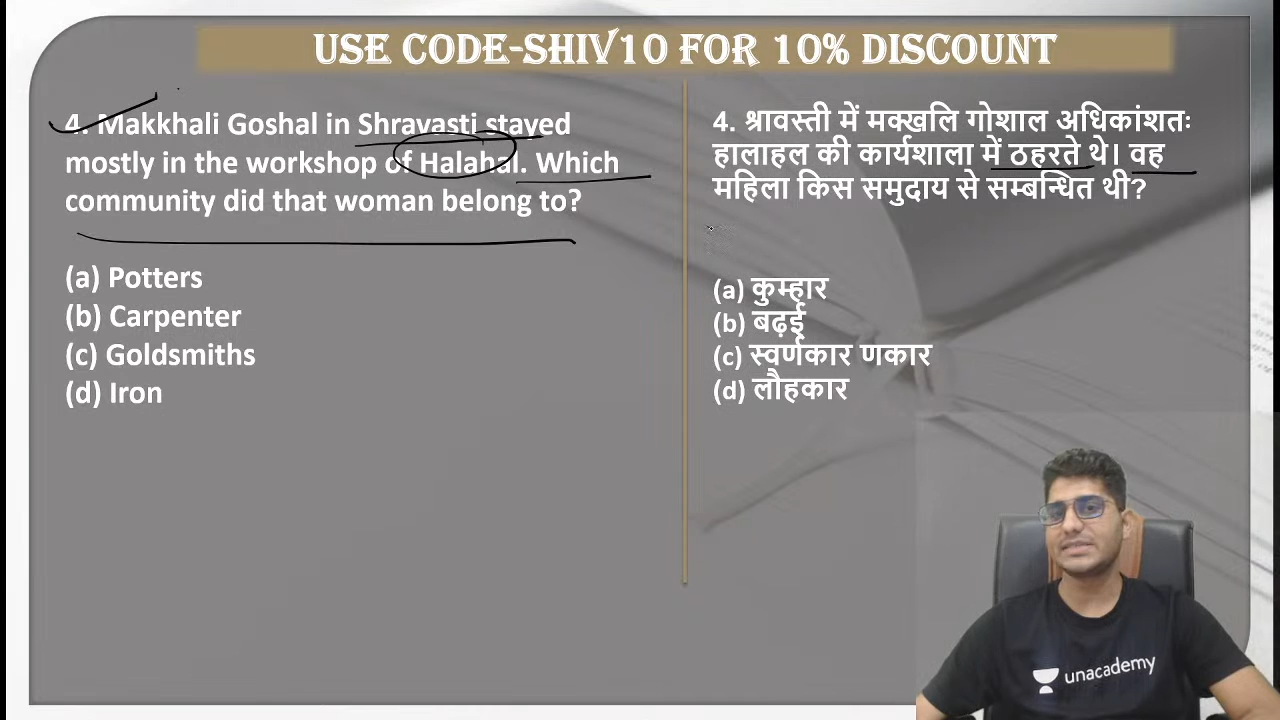 USE CODE-SHIV10 FOR 10% DISCOUNT
4. Makkhali Goshal in Shravasti stayed
mostly in the workshop of Halahal. Which
community did that woman belong to?
(a) Potters
(b) Carpenter
(c) Goldsmiths
(d) Iron
4. श्रावस्ती में मक्खलि गोशाल अधिकांशतः
हालाहल की कार्यशाला में ठहरते थे। वह
महिला किस समुदाय से सम्बन्धित थी?
(a) कुम्हार
(b) बढ़ई
(c) स्वर्णकार णकार
(d) लौहकार
unacademy